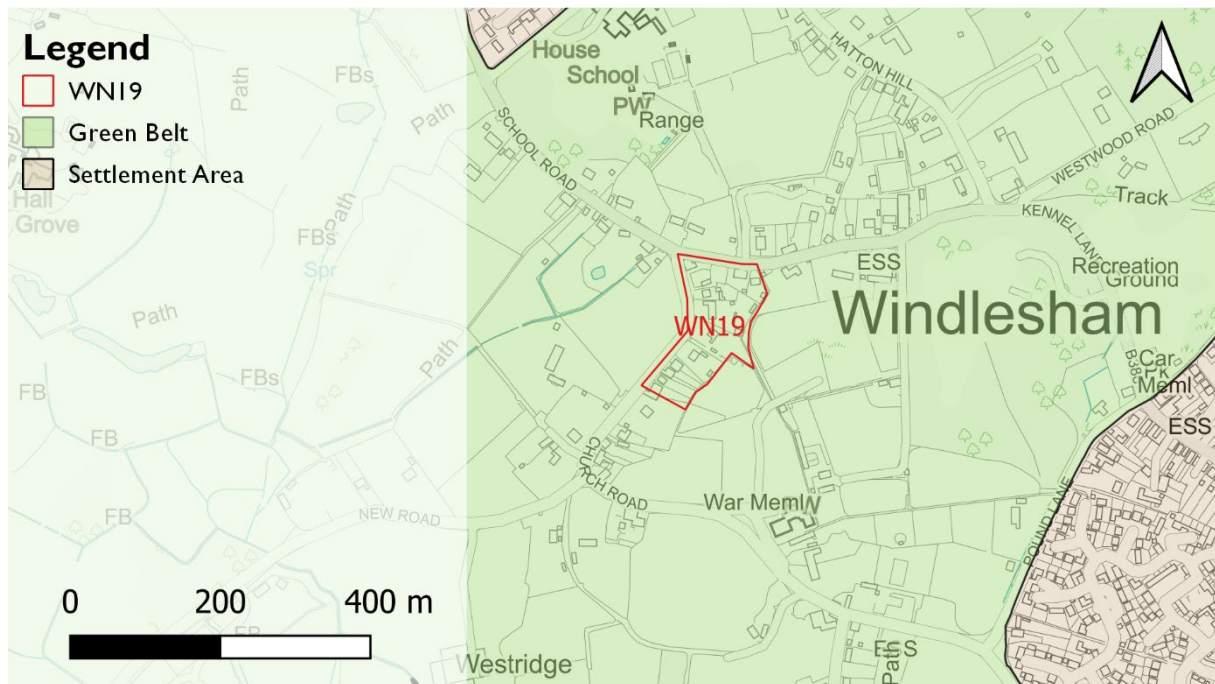 Legend
WN19
Green Belt
Settlement Area
Hall
Grove
Path
FBs
Path
Path
FBs
Spr
Path
FBs
Path
FB
FB
FB
FB
NEW ROAD
0 200 400 m
House
School
PW
Range
SCHOOL ROAD
HATTON HILL
WESTWOOD ROAD
Track
KENNEL LANE
Recreation
Ground
ESS
Windlesham
WN19
Car
Pk
Meml
ESS
CHURCH ROAD
War Meml
POUND LANE
Westridge
Path